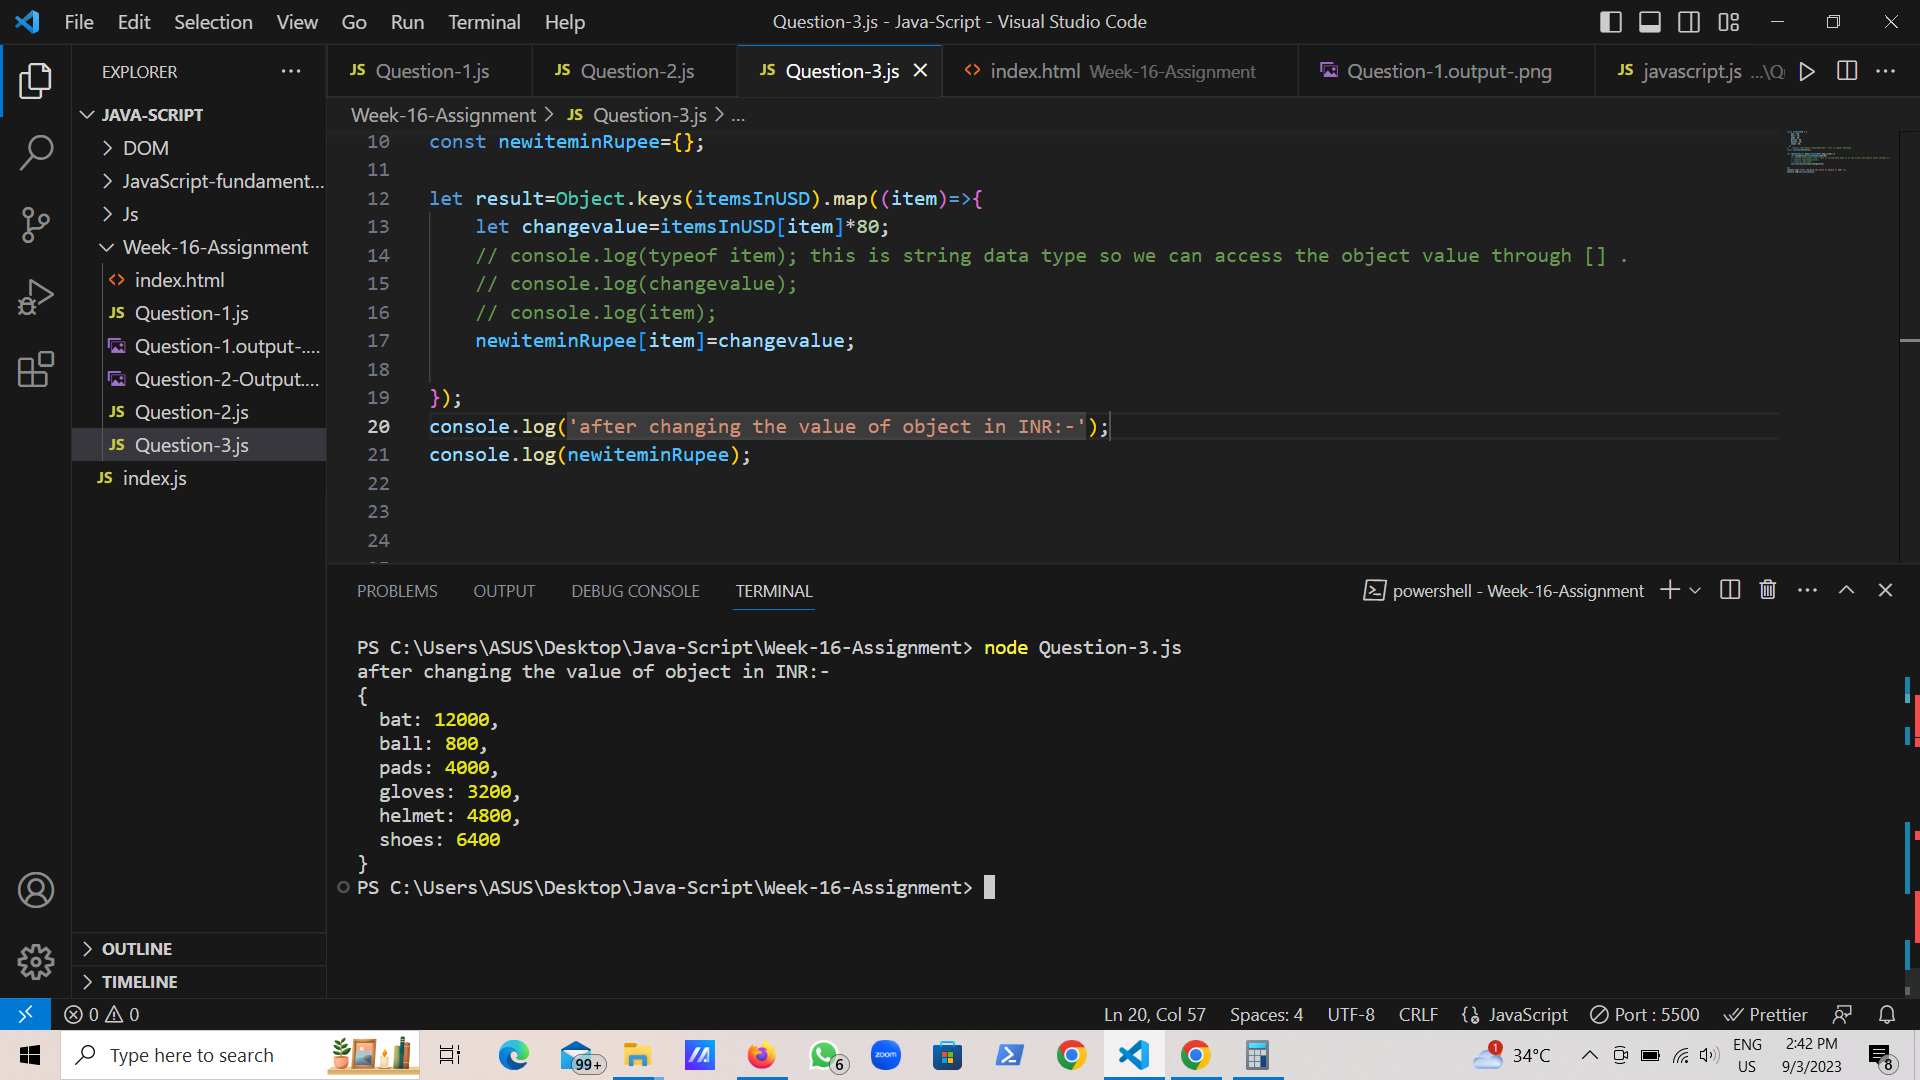 File Edit Selection View Go Run Terminal Help
Question-3.js - Java-Script - Visual Studio Code
EXPLORER
JAVA-SCRIPT
DOM
JavaScript-fundament...
Js
Week-16-Assignment
index.html
Question-1.js
Question-1.output-....
Question-2-Output....
Question-2.js
Question-3.js
index.js
OUTLINE
TIMELINE
Question-1.js Question-2.js Question-3.js index.html Week-16-Assignment Question-1.output-.png javascript.js ...\Q
Week-16-Assignment > JS Question-3.js > ...
10 const newiteminRupee={};
11
12 let result=Object.keys(itemsInUSD).map((item)=>{
13 let changevalue=itemsInUSD[item]*80;
14 // console.log(typeof item); this is string data type so we can access the object value through [] .
15 // console.log(changevalue);
16 // console.log(item);
17 newiteminRupee[item]=changevalue;
18
19 });
20 console.log('after changing the value of object in INR:-');
21 console.log(newiteminRupee);
22
23
24
PROBLEMS OUTPUT DEBUG CONSOLE TERMINAL
powershell - Week-16-Assignment
PS C:\Users\ASUS\Desktop\Java-Script\Week-16-Assignment> node Question-3.js
after changing the value of object in INR:-
{
bat: 12000,
ball: 800,
pads: 4000,
gloves: 3200,
helmet: 4800,
shoes: 6400
}
PS C:\Users\ASUS\Desktop\Java-Script\Week-16-Assignment>
0 0 Ln 20, Col 57 Spaces: 4 UTF-8 CRLF JavaScript Port : 5500 Prettier
Type here to search
99+
6
zoom
1
34°C
ENG
US
2:42 PM
9/3/2023
8